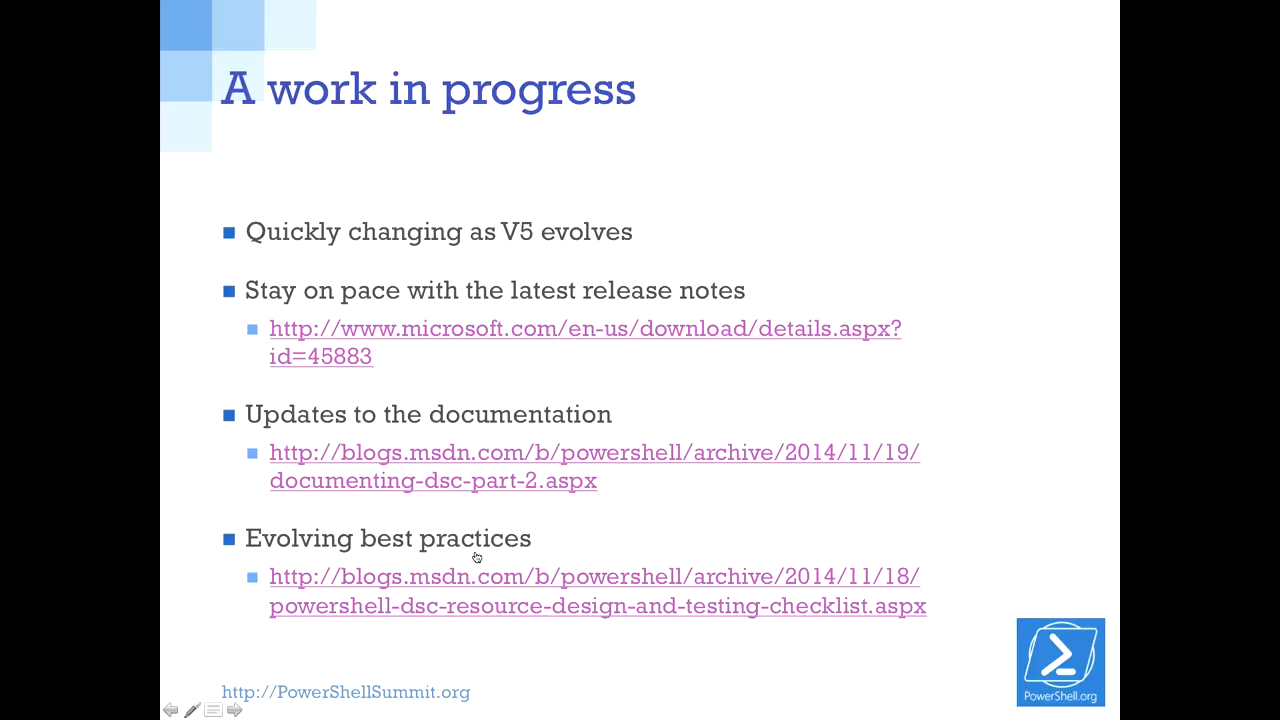 A work in progress
Quickly changing as V5 evolves
Stay on pace with the latest release notes
http://www.microsoft.com/en-us/download/details.aspx?
id=45883
Updates to the documentation
http://blogs.msdn.com/b/powershell/archive/2014/11/19/
documenting-dsc-part-2.aspx
Evolving best practices
http://blogs.msdn.com/b/powershell/archive/2014/11/18/
powershell-dsc-resource-design-and-testing-checklist.aspx
http://PowerShellSummit.org
PowerShell.org